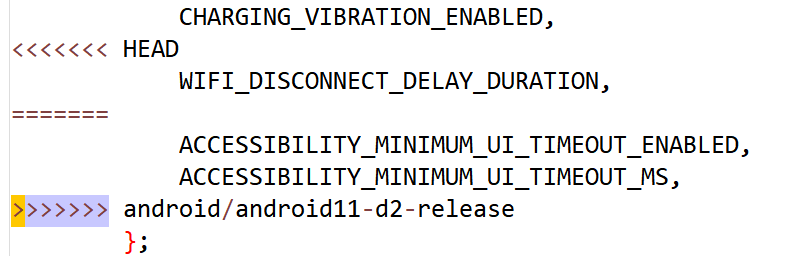 CHARGING_VIBRATION_ENABLED,
<<<<<<< HEAD
WIFI_DISCONNECT_DELAY_DURATION,
=======
ACCESSIBILITY_MINIMUM_UI_TIMEOUT_ENABLED,
ACCESSIBILITY_MINIMUM_UI_TIMEOUT_MS,
>>>>>>> android/android11-d2-release
};